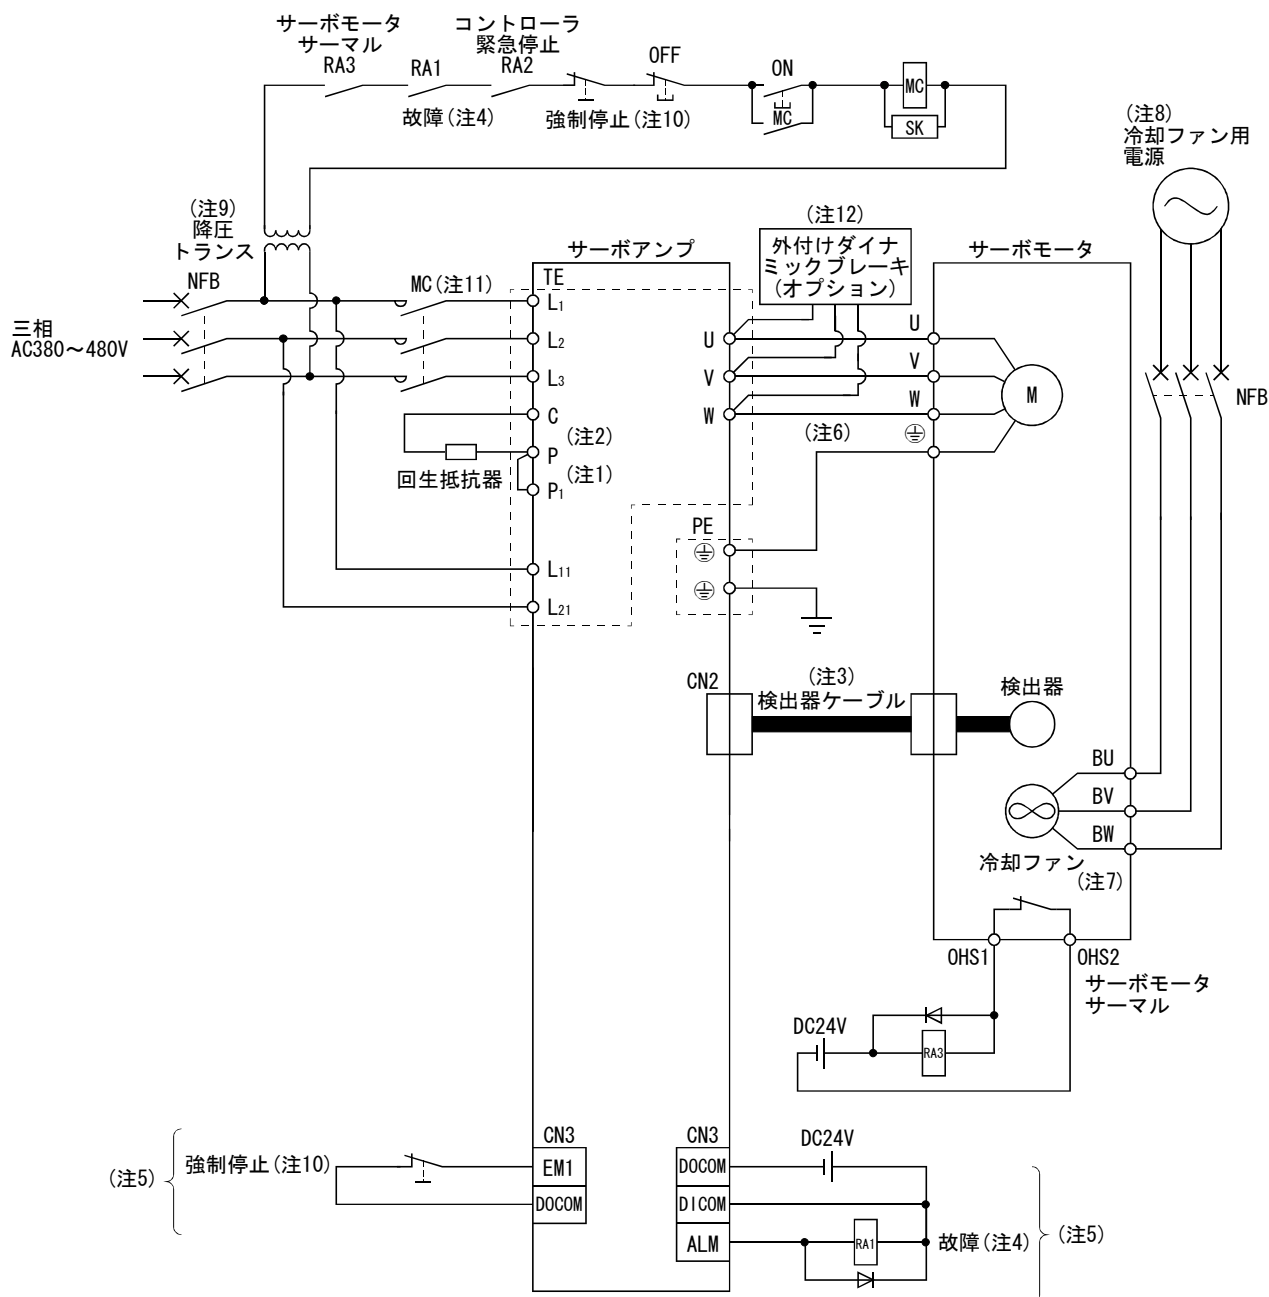 サーボモータ
サーマル
RA3
RA1
コントローラ
緊急停止
RA2
OFF
ON
MC
MC
SK
故障(注4)
強制停止(注10)
(注8)
冷却ファン用
電源
(注9)
降圧
トランス
NFB
MC(注11)
サーボアンプ
TE
(注12)
外付けダイナ
ミックブレーキ
(オプション)
サーボモータ
三相
AC380～480V
L1
L2
L3
C
P
P1
(注2)
(注1)
回生抵抗器
L11
L21
U
V
W
U
V
W
(注6)
M
NFB
PE
CN2
(注3)
検出器ケーブル
検出器
BU
BV
BW
冷却ファン
(注7)
OHS1
OHS2
サーボモータ
サーマル
DC24V
RA3
(注5)
強制停止(注10)
CN3
EM1
DOCOM
CN3
DOCOM
DICOM
ALM
DC24V
RA1
故障(注4)
(注5)